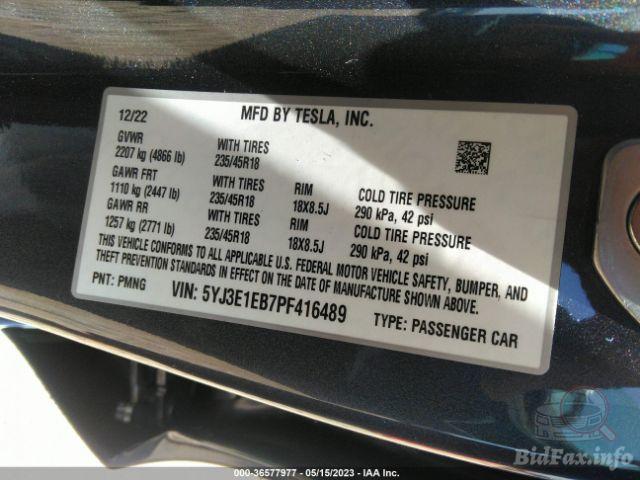 12/22 MFD BY TESLA, INC.
GVWR
2207 kg (4866 lb) WITH TIRES 235/45R18
GAWR FRT
1110 kg (2447 lb) WITH TIRES 235/45R18 RIM 18X8.5J COLD TIRE PRESSURE 290 kPa, 42 psi
GAWR RR
1257 kg (2771 lb) WITH TIRES 235/45R18 RIM 18X8.5J COLD TIRE PRESSURE 290 kPa, 42 psi
THIS VEHICLE CONFORMS TO ALL APPLICABLE U.S. FEDERAL MOTOR VEHICLE SAFETY, BUMPER, AND
THEFT PREVENTION STANDARDS IN EFFECT ON THE DATE OF MANUFACTURE SHOWN ABOVE.
PNT: PMNG VIN: 5YJ3E1EB7PF416489 TYPE: PASSENGER CAR
BidFax.info
000-36577977 - 05/15/2023 - IAA Inc.